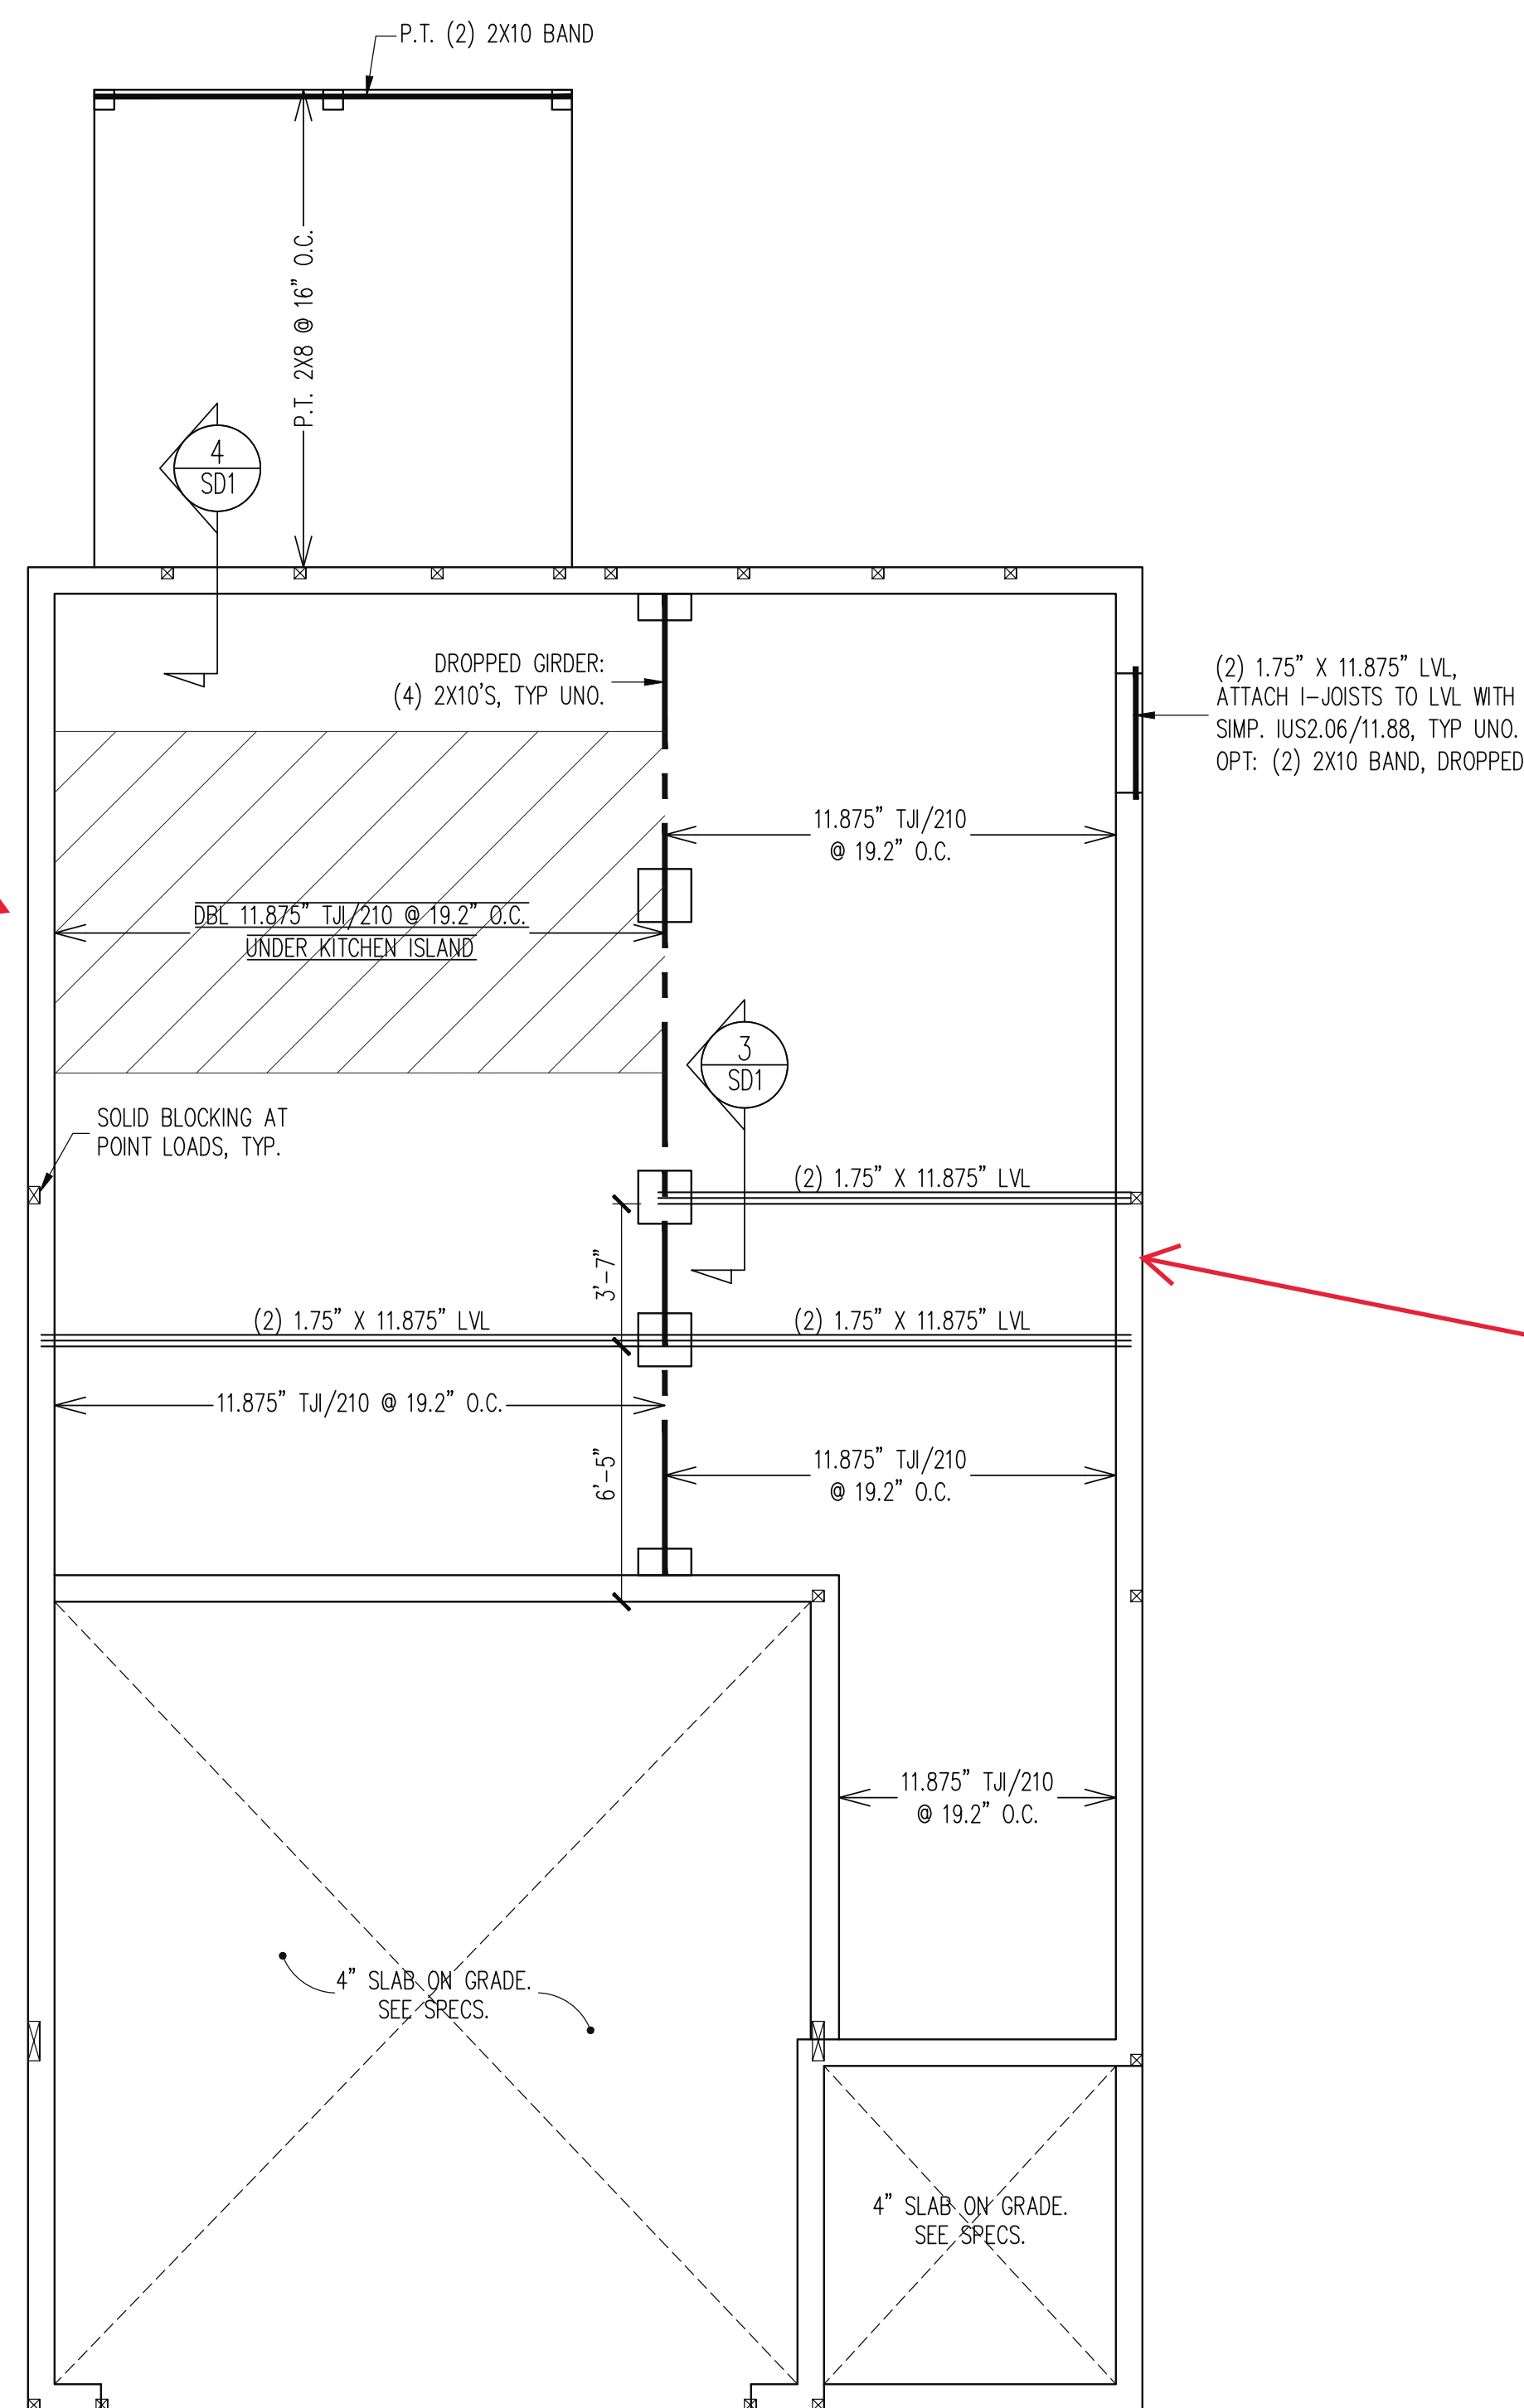 P.T. (2) 2X10 BAND
P.T. 2X8 @ 16" O.C.
4
SD1
DROPPED GIRDER:
(4) 2X10'S, TYP UNO.
(2) 1.75" X 11.875" LVL,
ATTACH I-JOISTS TO LVL WITH
SIMP. IUS2.06/11.88, TYP UNO.
OPT: (2) 2X10 BAND, DROPPED
11.875" TJI/210
@ 19.2" O.C.
DBL 11.875" TJI/210 @ 19.2" O.C.
UNDER KITCHEN ISLAND
3
SD1
SOLID BLOCKING AT
POINT LOADS, TYP.
(2) 1.75" X 11.875" LVL
3'-7"
(2) 1.75" X 11.875" LVL
(2) 1.75" X 11.875" LVL
11.875" TJI/210 @ 19.2" O.C.
6'-5"
11.875" TJI/210
@ 19.2" O.C.
11.875" TJI/210
@ 19.2" O.C.
4" SLAB ON GRADE.
SEE SPECS.
4" SLAB ON GRADE.
SEE SPECS.